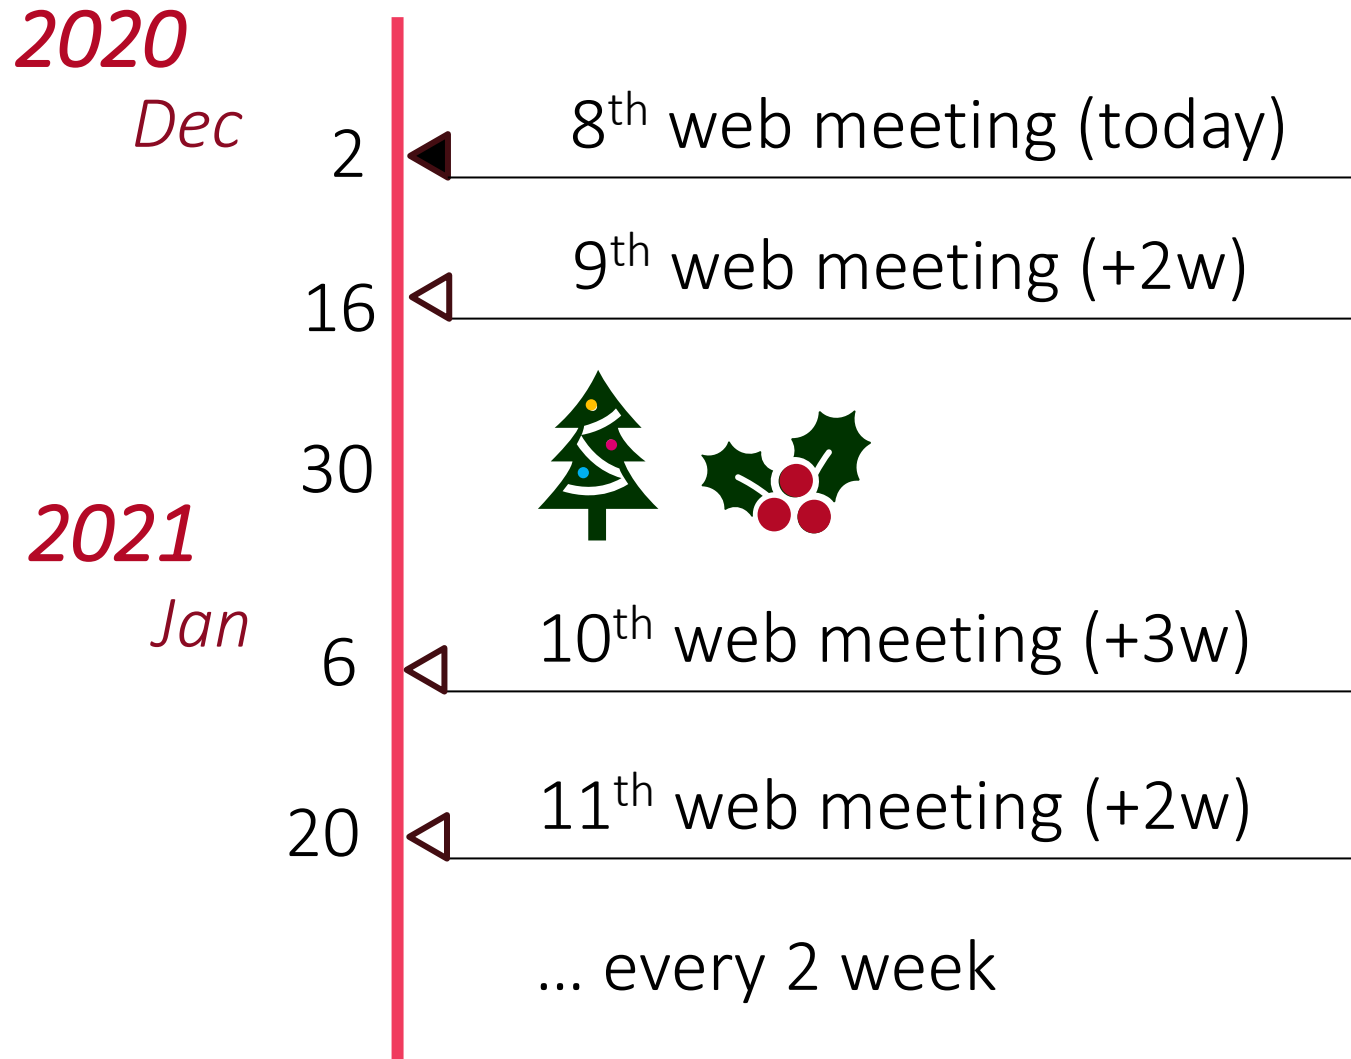 2020
Dec
2 8th web meeting (today)
16 9th web meeting (+2w)
30
2021
Jan
6 10th web meeting (+3w)
20 11th web meeting (+2w)
... every 2 week